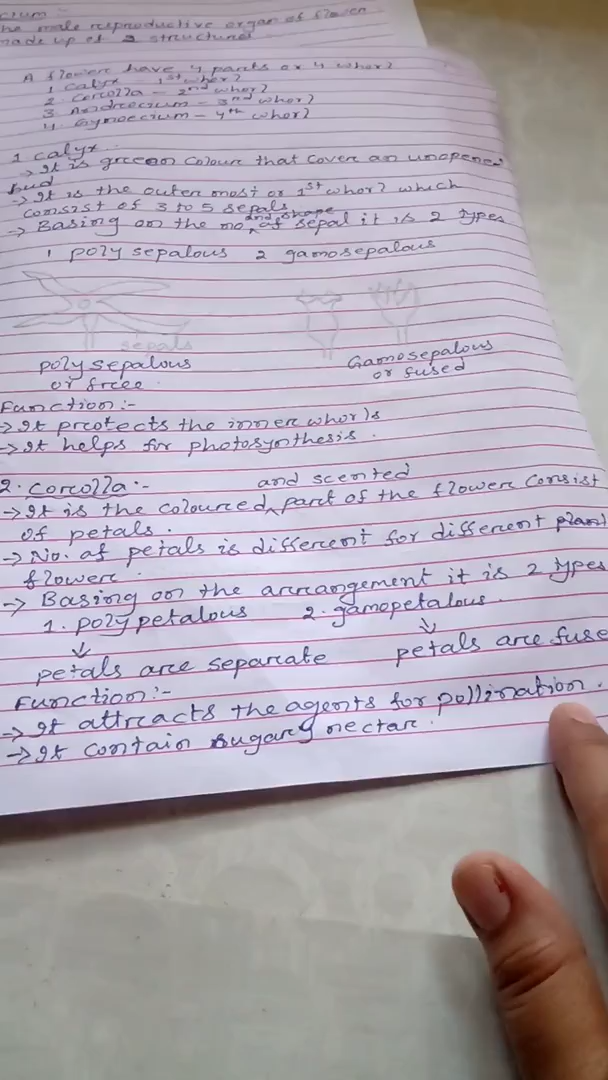 cium :-
he male reproductive organ of flower
made up of 2 structured
A flower have 4 parts or 4 whorl
1. calyx - 1st whorl
2. Corolla - 2nd whorl
3. Androecium - 3rd whorl
4. Gynoecium - 4th whorl
1 calyx
→ It is green colour that cover an unopened
bud
→ It is the outer most or 1st whorl which
consist of 3 to 5 sepals
and shape
→ Basing on the no of sepal it is 2 types
1 polysepalous 2 gamosepalous
sepals
polysepalous
or free
Gamosepalous
or fused
Function :-
→ It protects the inner whorls
→ It helps for photosynthesis.
2. Corolla :-
and scented
→ It is the coloured ^ part of the flower consist
of petals.
→ No. of petals is different for different plant
flower.
→ Basing on the arrangement it is 2 types
1. polypetalous 2. gamopetalous.
↓ ↓
petals are separate petals are fuse
Function :-
→ It attracts the agents for pollination.
→ It contain sugary nectar.